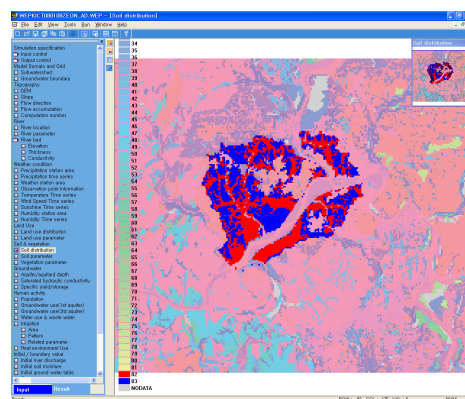 [Soil distribution]
File Edit View Tools Run Window Help
Simulation specification
Input control
Output control
Model Domain and Grid
Subwatershed
Groundwater boundary
Topography
DEM
Slope
Flow direction
Flow accumulation
Computation number
River
River location
River parameter
River bed
Elevation
Thickness
Conductivity
Weather condition
Precipitation station area
Precipitation time series
Weather station area
Observation point information
Temperature Time series
Wind Speed Time series
Sunshine Time series
Humidity station area
Humidity Time series
Land Use
Land use distribution
Land use parameter
Soil & vegetation
Soil distribution
Soil parameter
Vegetation parameter
Groundwater
Aquifer/aquitard depth
Saturated hydraulic conductivity
Specific yield/storage
Human activity
Population
Groundwater use(1st aquifer)
Groundwater use(3rd aquifer)
Water use & waste water
Irrigation
Area
Pattern
Related parameter
Heat environment Use
Initial / boundary value
Initial river discharge
Initial soil moisture
Initial ground water table
Input Result
34
35
36
37
38
39
40
41
42
43
44
45
46
47
48
49
50
51
52
53
54
55
56
57
58
59
60
61
62
63
64
65
66
67
68
69
70
71
72
73
74
75
76
77
78
79
80
81
82
83
NODATA
Soil distribution